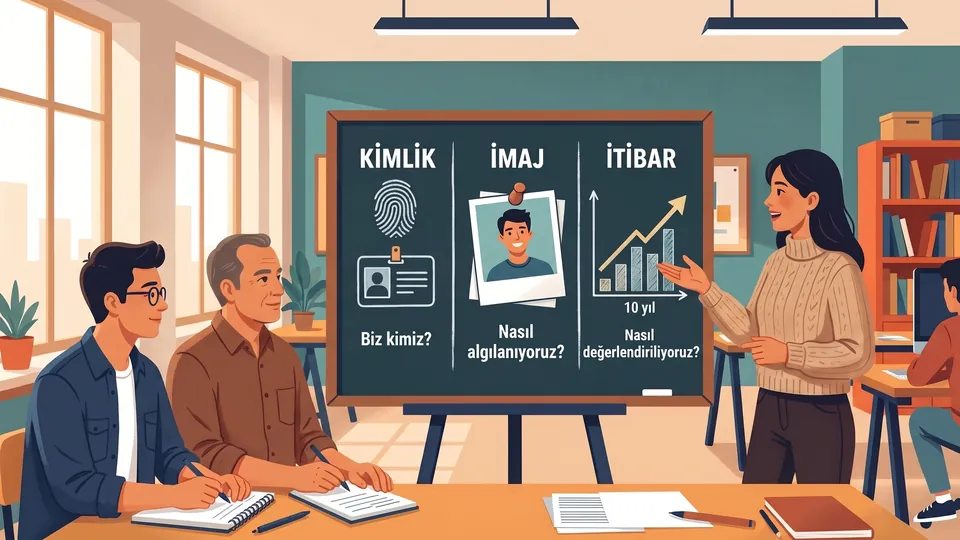 KİMLİK
Biz kimiz?
İMAJ
Nasıl
algılanıyoruz?
İTİBAR
10 yıl
Nasıl
değerlendiriliyoruz?